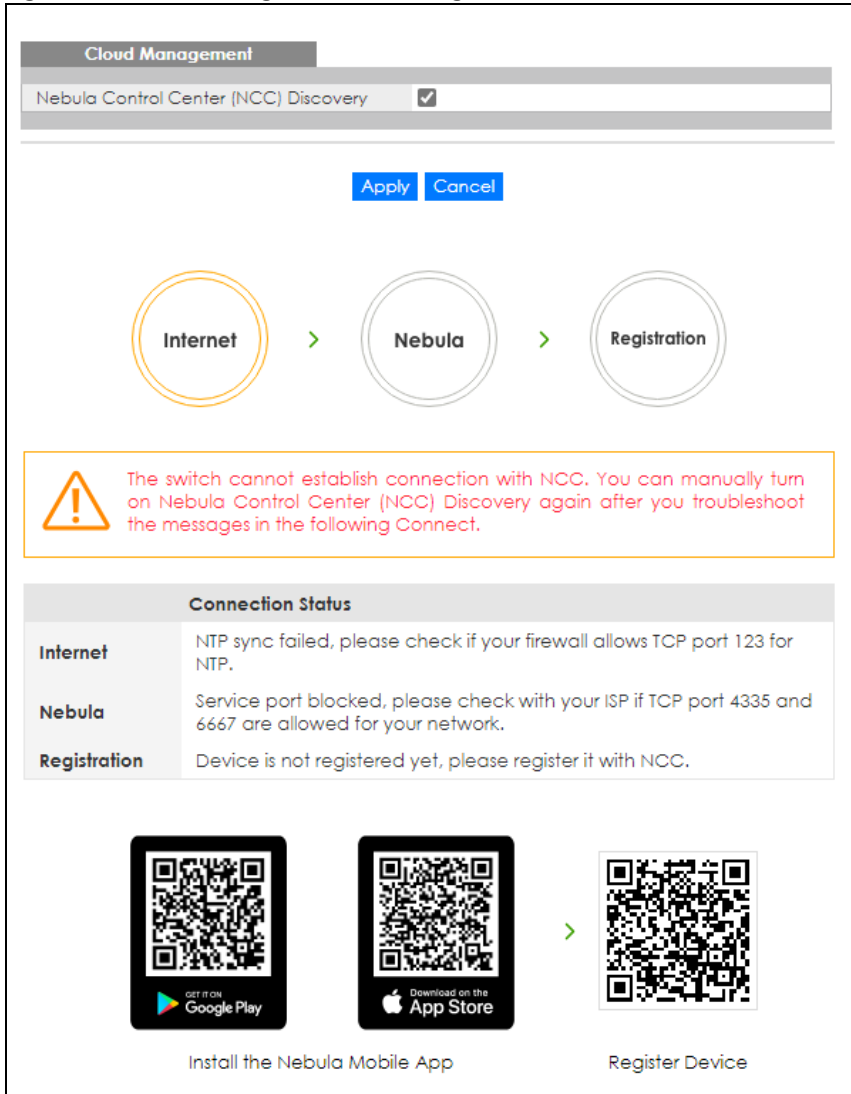 Cloud Management
Nebula Control Center (NCC) Discovery
Apply Cancel
Internet > Nebula > Registration
The switch cannot establish connection with NCC. You can manually turn
on Nebula Control Center (NCC) Discovery again after you troubleshoot
the messages in the following Connect.
Connection Status
Internet NTP sync failed, please check if your firewall allows TCP port 123 for
NTP.
Nebula Service port blocked, please check with your ISP if TCP port 4335 and
6667 are allowed for your network.
Registration Device is not registered yet, please register it with NCC.
GET IT ON
Google Play
Download on the
App Store
>
Install the Nebula Mobile App
Register Device